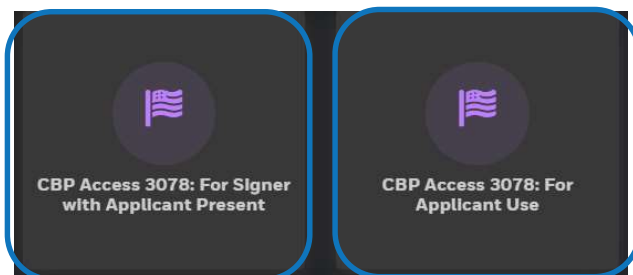 CBP Access 3078: For Signer
with Applicant Present
CBP Access 3078: For
Applicant Use